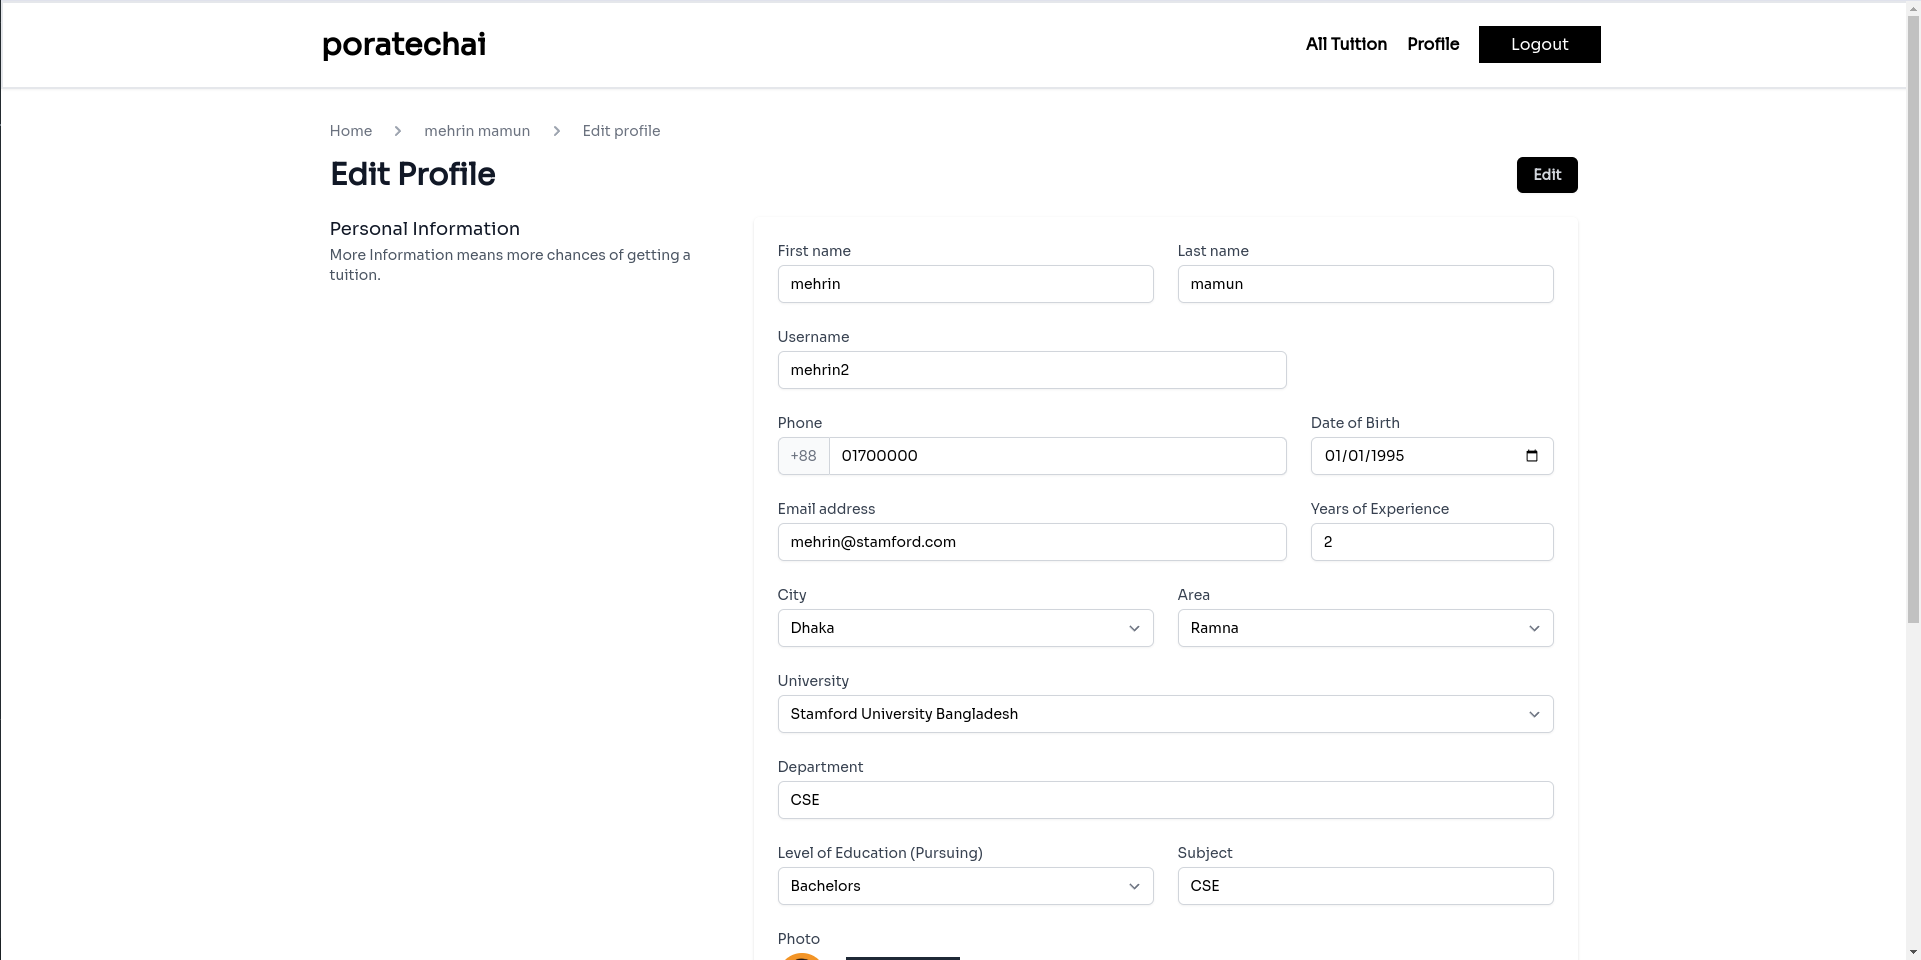 poratechai
All Tuition Profile Logout
Home mehrin mamun Edit profile
Edit Profile
Edit
Personal Information
More Information means more chances of getting a
tuition.
First name Last name
mehrin mamun
Username
mehrin2
Phone Date of Birth
+88 01700000 01/01/1995
Email address Years of Experience
mehrin@stamford.com 2
City Area
Dhaka Ramna
University
Stamford University Bangladesh
Department
CSE
Level of Education (Pursuing) Subject
Bachelors CSE
Photo